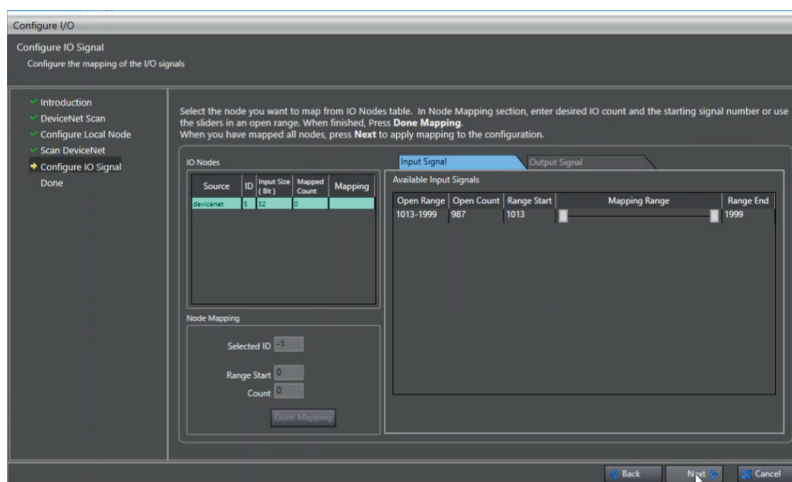 Configure I/O
Configure IO Signal
Configure the mapping of the I/O signals
Introduction
DeviceNet Scan
Configure Local Node
Scan DeviceNet
Configure IO Signal
Done
Select the node you want to map from IO Nodes table. In Node Mapping section, enter desired IO count and the starting signal number or use
the sliders in an open range. When finished, Press Done Mapping.
When you have mapped all nodes, press Next to apply mapping to the configuration.
IO Nodes
Source ID Input Size ( Bit ) Mapped Count Mapping
devicenet 5 32 0
Node Mapping
Selected ID -1
Range Start 0
Count 0
Done Mapping
Input Signal Output Signal
Available Input Signals
Open Range Open Count Range Start Mapping Range Range End
1013-1999 987 1013 1999
Back Next Cancel